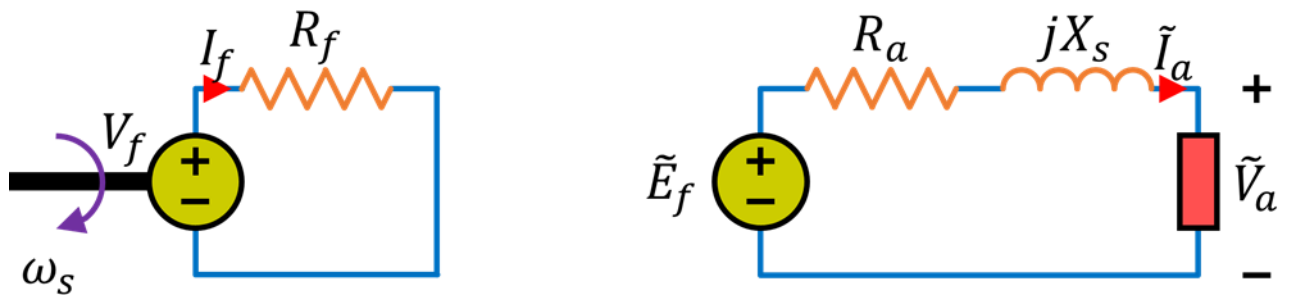 I_f
R_f
V_f
+
−
ω_s
R_a
jX_s
Ĩ_a
+
Ẽ_f
+
−
Ṽ_a
−